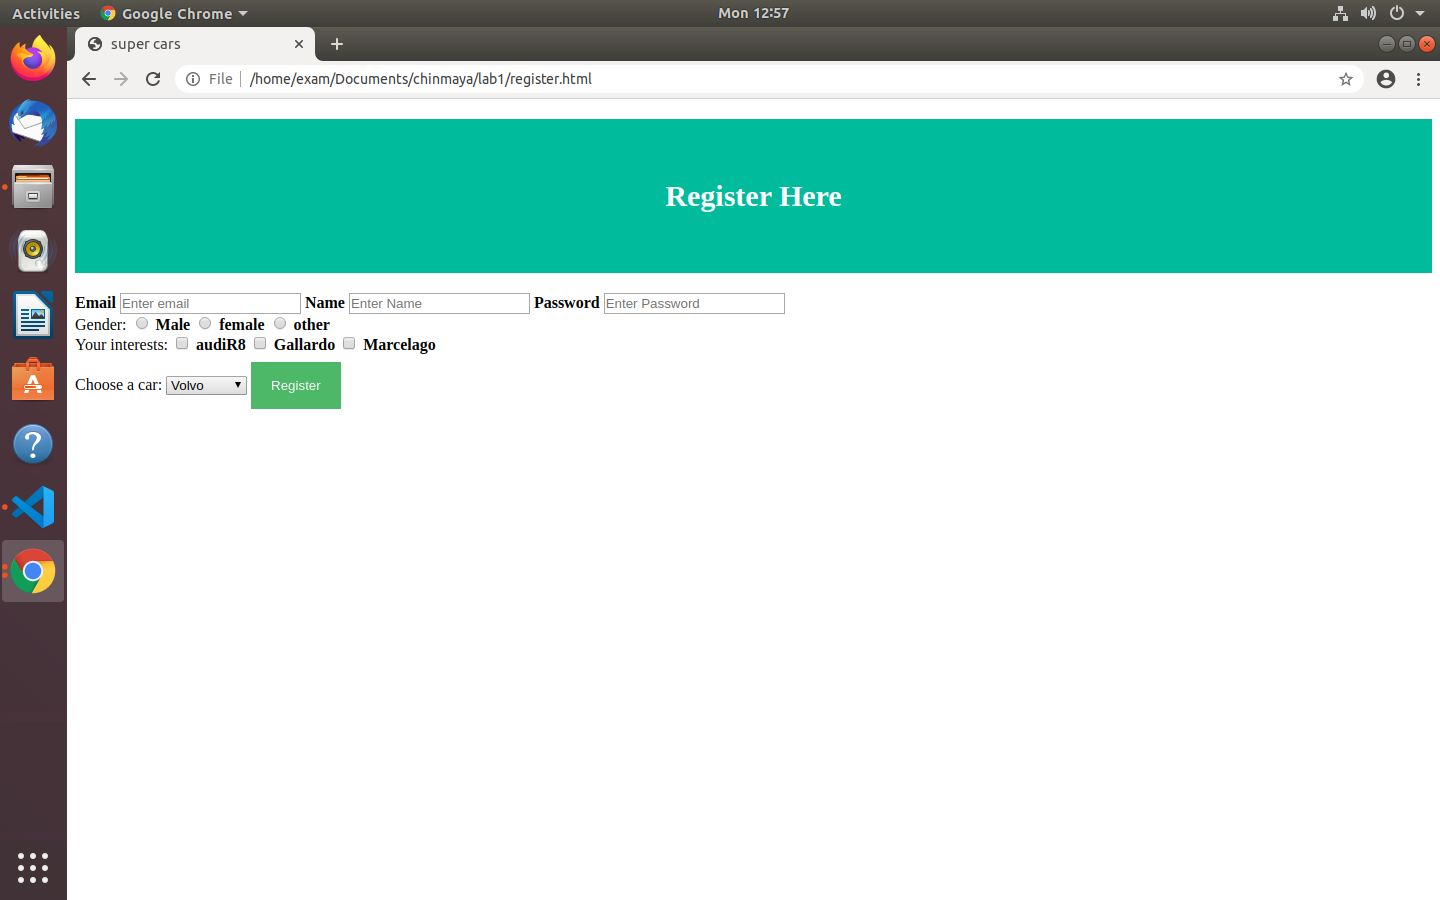 Activities Google Chrome Mon 12:57
super cars
File /home/exam/Documents/chinmaya/lab1/register.html
Register Here
Email Enter email Name Enter Name Password Enter Password
Gender: Male female other
Your interests: audiR8 Gallardo Marcelago
Choose a car: Volvo Register